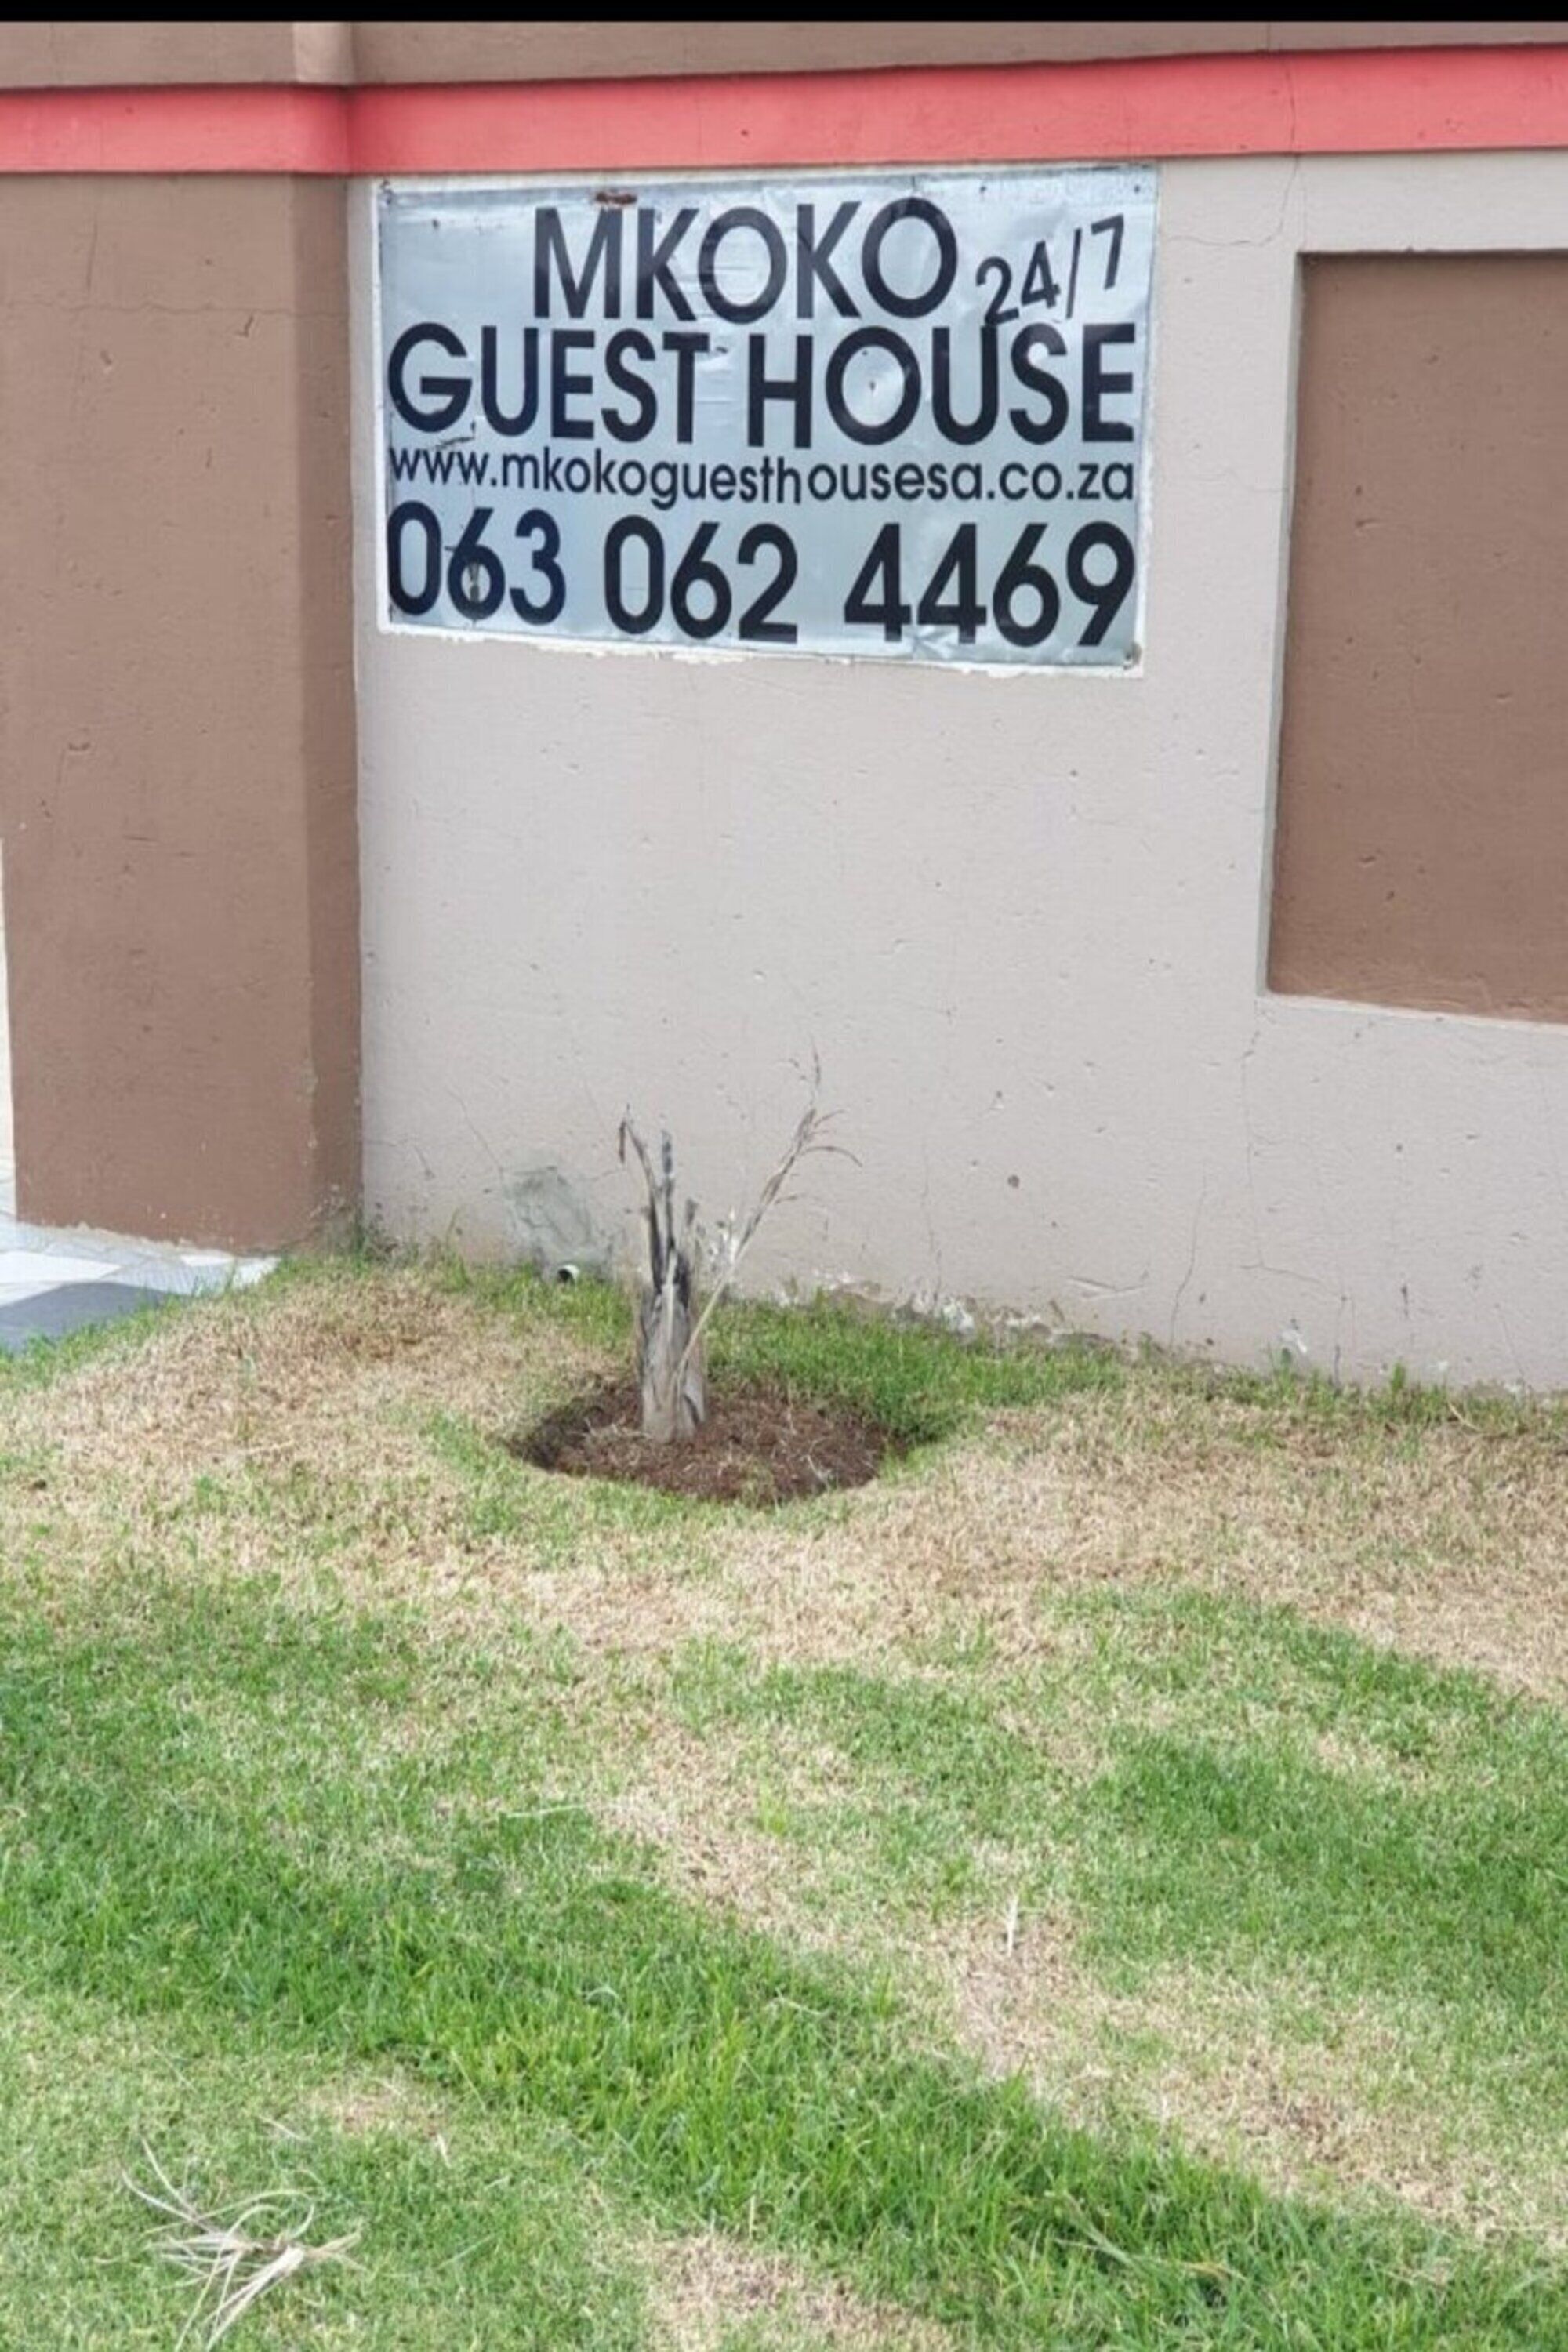 MKOKO 24/7
GUEST HOUSE
www.mkokoguesthousesa.co.za
063 062 4469